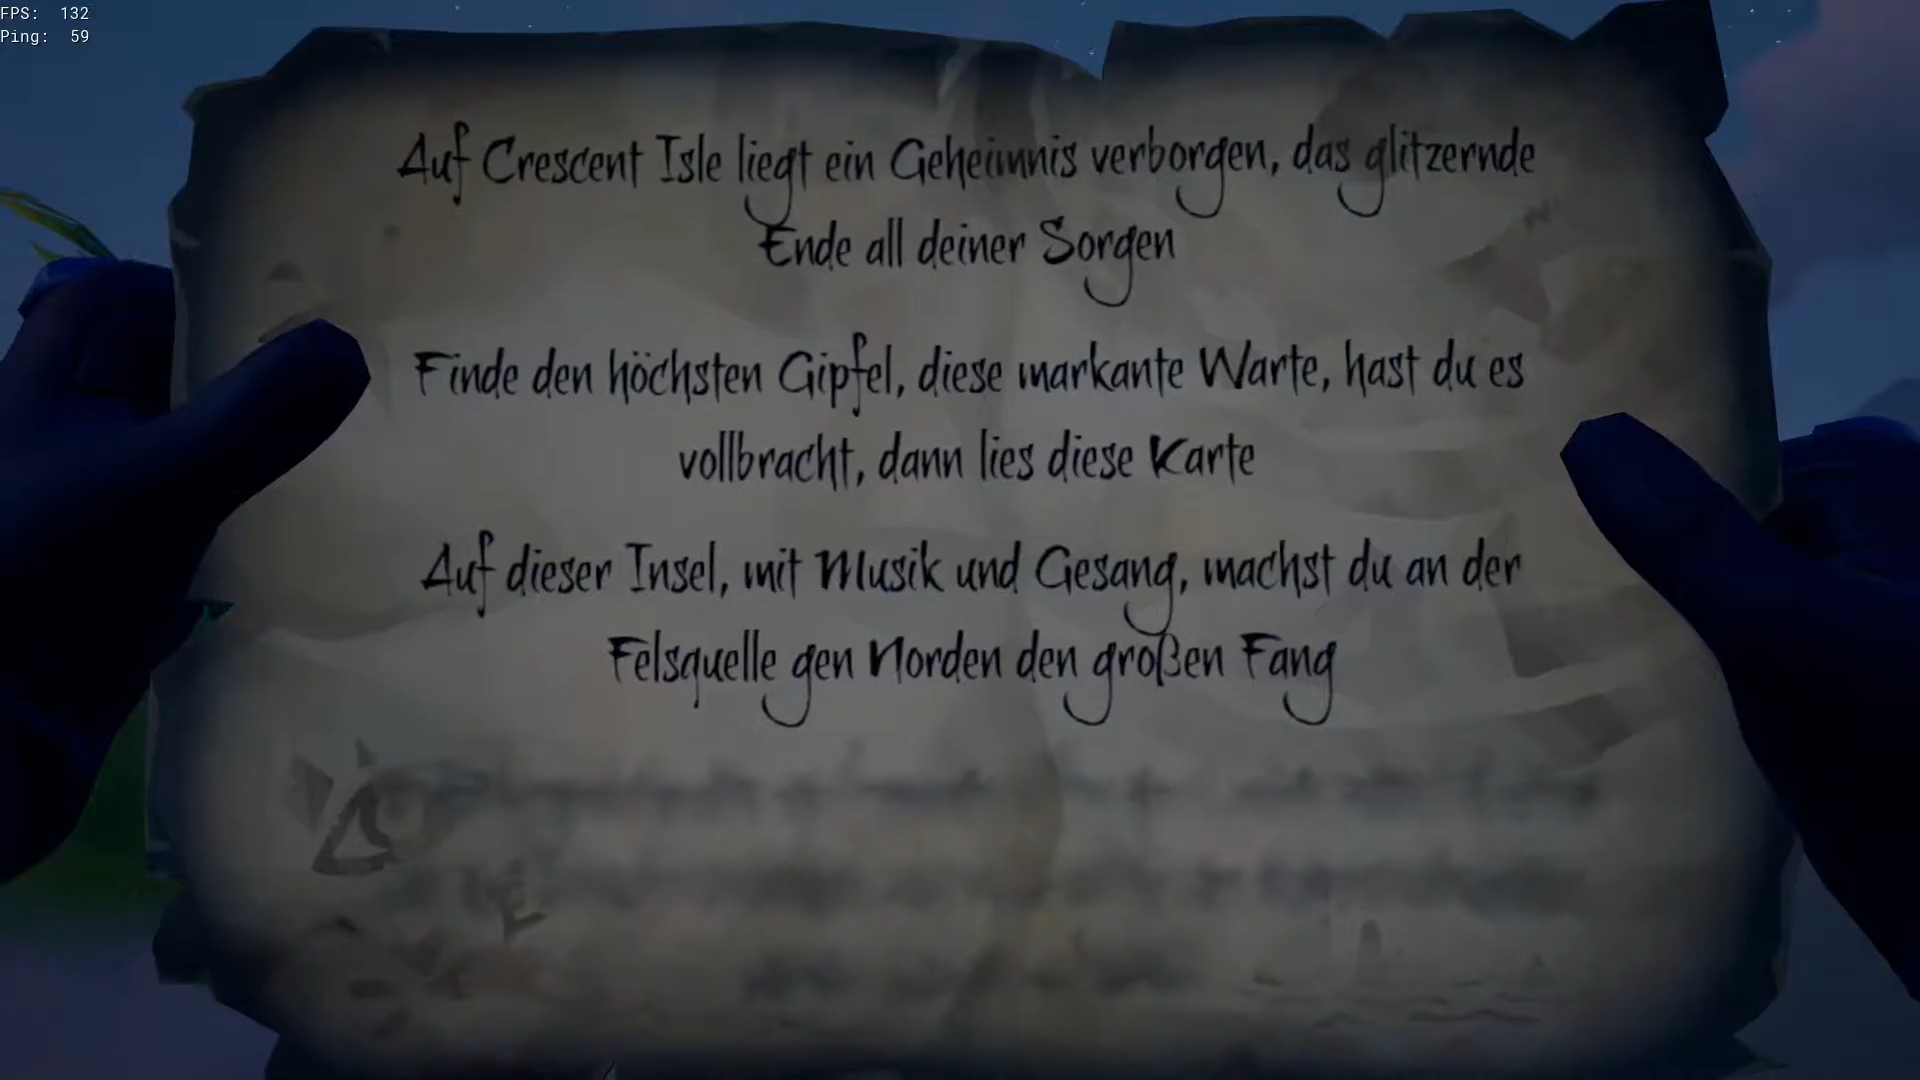 FPS: 132
Ping: 59
Auf Crescent Isle liegt ein Geheimnis verborgen, das glitzernde
Ende all deiner Sorgen
Finde den höchsten Gipfel, diese markante Warte, hast du es
vollbracht, dann lies diese Karte
Auf dieser Insel, mit Musik und Gesang, machst du an der
Felsquelle gen Norden den großen Fang
E